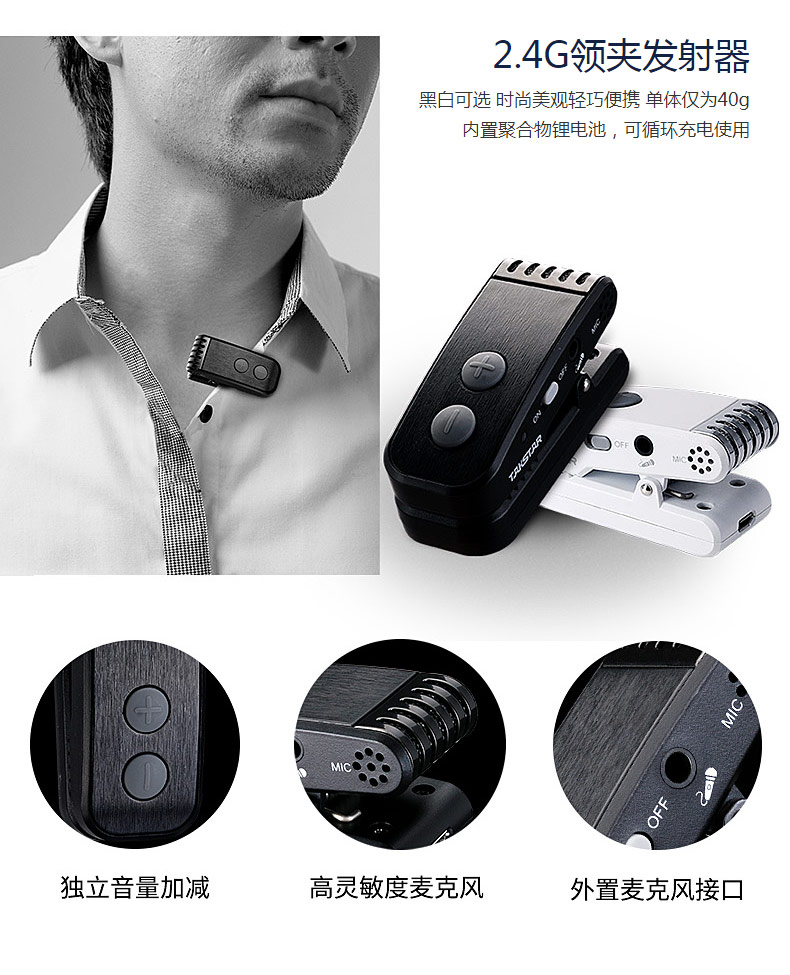 2.4G领夹发射器
黑白可选 时尚美观轻巧便携 单体仅为40g
内置聚合物锂电池，可循环充电使用
MIC
OFF
ON
TAKSTAR
OFF
MIC
MIC
MIC
OFF
独立音量加减
高灵敏度麦克风
外置麦克风接口